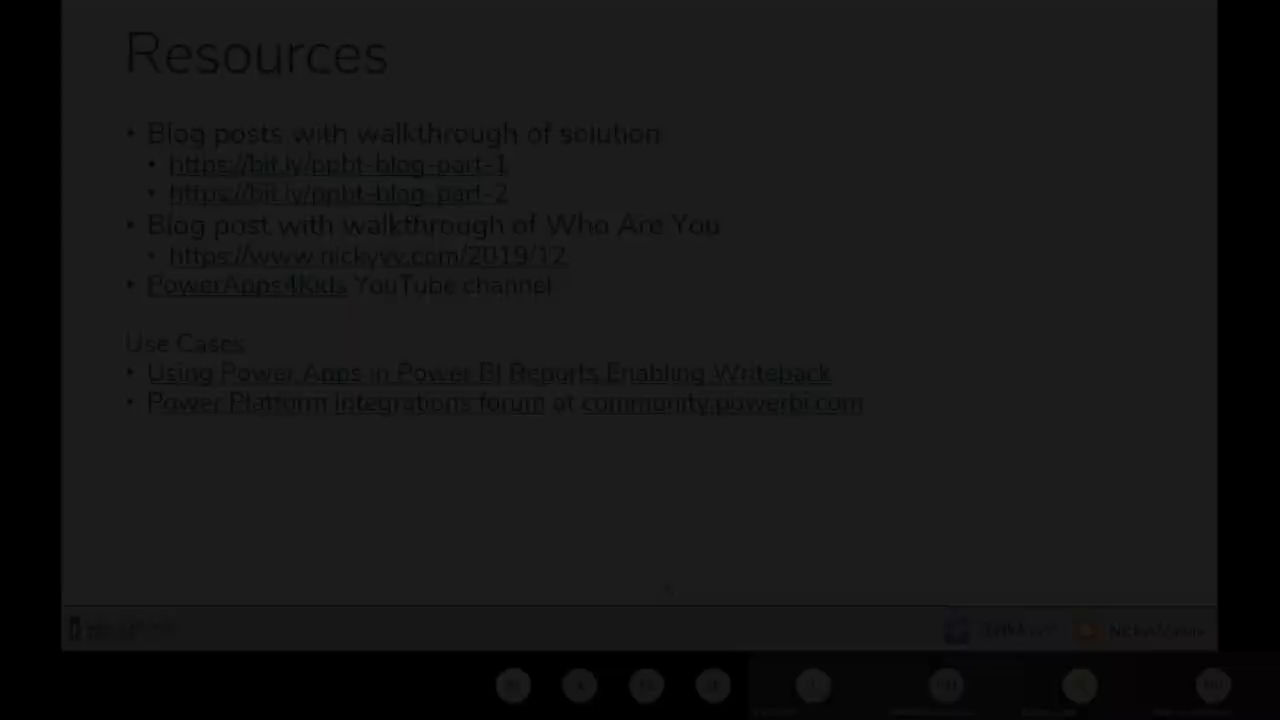 Resources
• Blog posts with walkthrough of solution
• https://bit.ly/ppbt-blog-part-1
• https://bit.ly/ppbt-blog-part-2
• Blog post with walkthrough of Who Are You
• https://www.nickyvv.com/2019/12
• PowerApps4Kids YouTube channel
Use Cases
• Using Power Apps in Power BI Reports Enabling Writeback
• Power Platform Integrations forum at community.powerbi.com